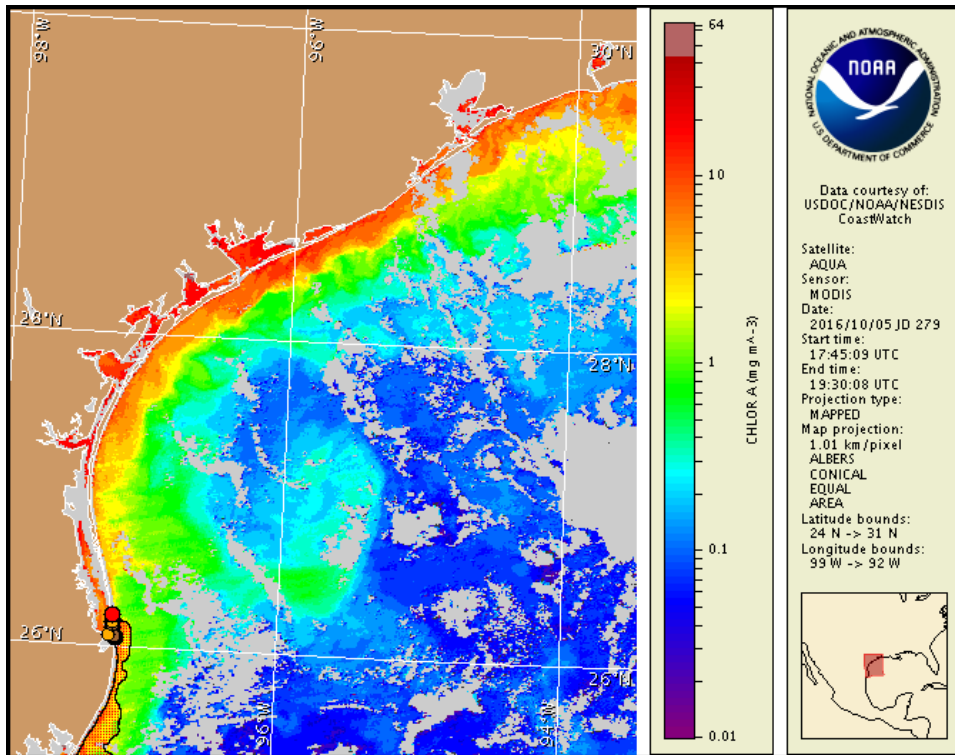 98°W
96°W
30°N
28°N
28°N
26°N
26°N
96°W
94°W
64
10
1
0.1
0.01
CHLOR A (mg m^-3)
NATIONAL OCEANIC AND ATMOSPHERIC ADMINISTRATION
NOAA
U.S. DEPARTMENT OF COMMERCE
Data courtesy of:
USDOC/NOAA/NESDIS
CoastWatch
Satellite:
AQUA
Sensor:
MODIS
Date:
2016/10/05 JD 279
Start time:
17:45:09 UTC
End time:
19:30:08 UTC
Projection type:
MAPPED
Map projection:
1.01 km/pixel
ALBERS
CONICAL
EQUAL
AREA
Latitude bounds:
24 N -> 31 N
Longitude bounds:
99 W -> 92 W